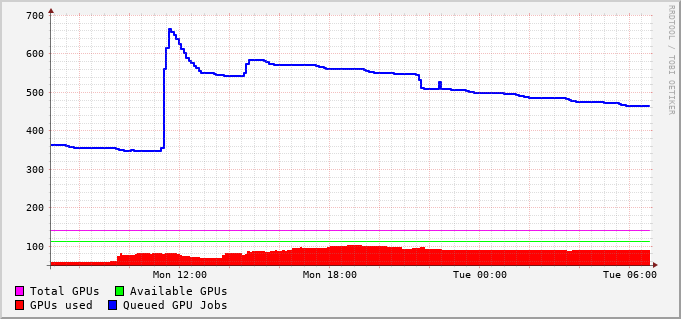 700
600
500
400
300
200
100
Mon 12:00 Mon 18:00 Tue 00:00 Tue 06:00
Total GPUs Available GPUs
GPUs used Queued GPU Jobs
RRDTOOL / TOBI OETIKER